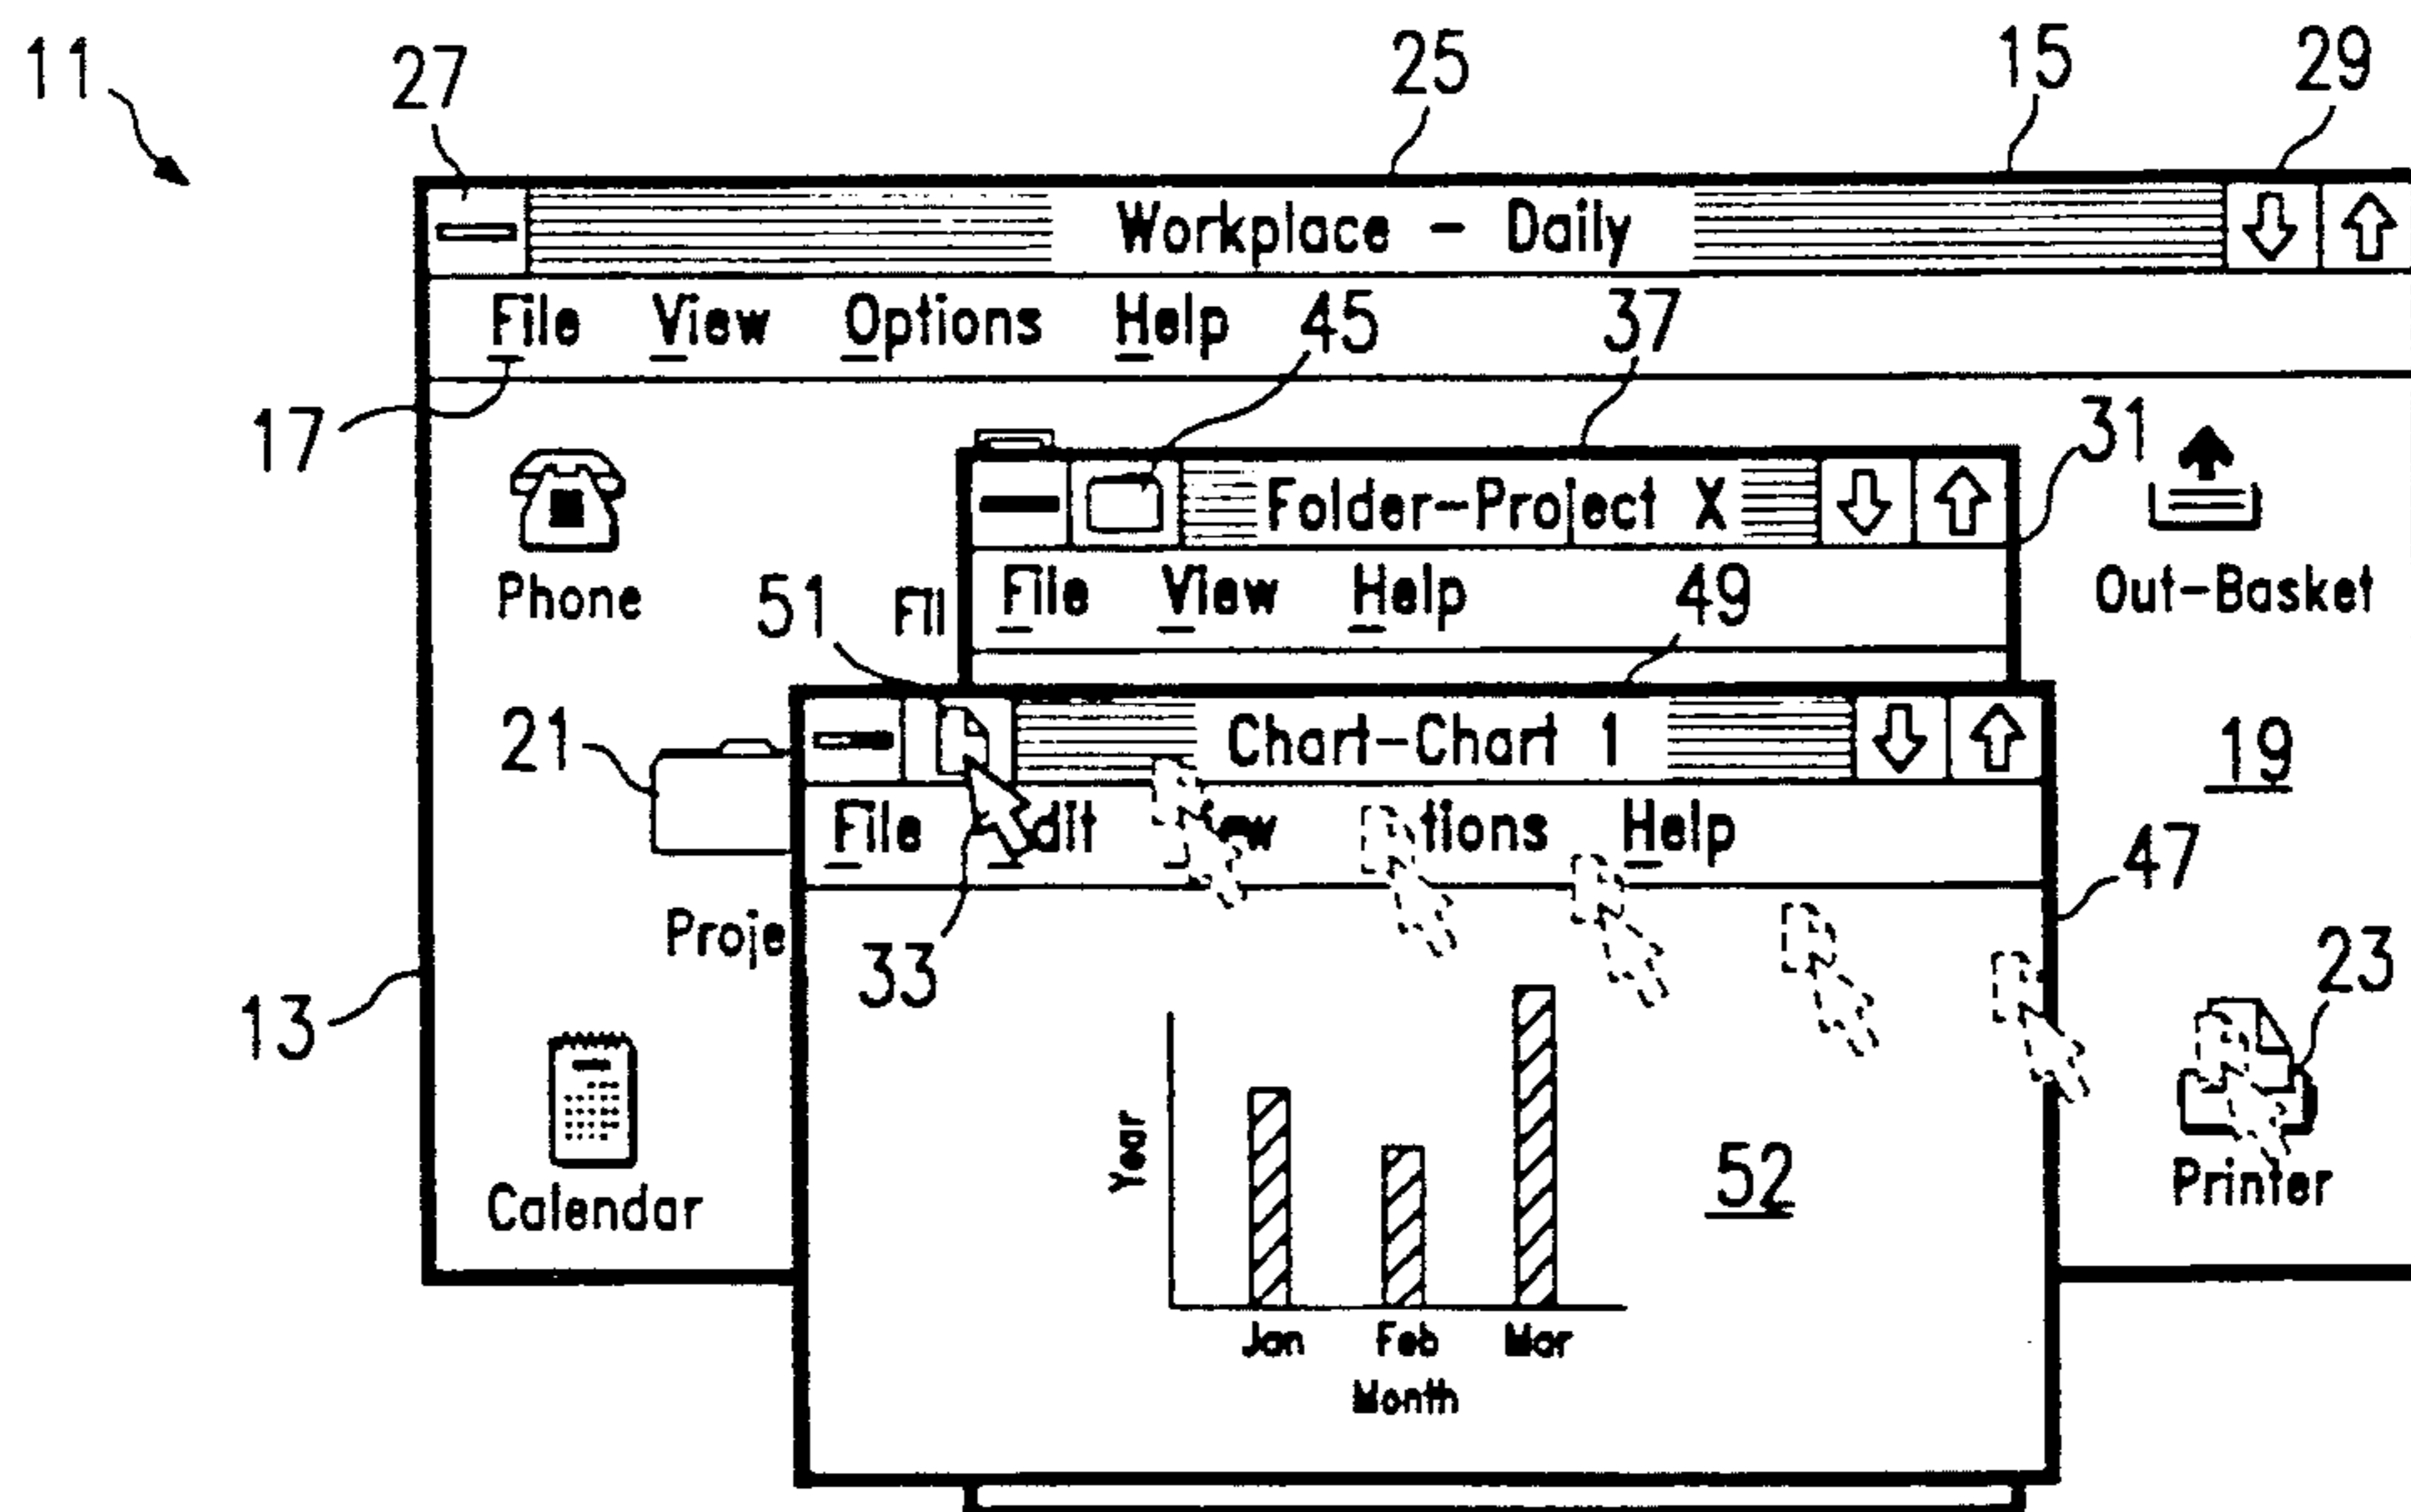 11 27 25 15 29
Workplace - Daily
File View Options Help 45 37
17 31
Folder-Project X
Phone 51 Fil File View Help 49 Out-Basket
21 Chart-Chart 1 19
File Edit iew tions Help 47
Proje 33 23
13
Year 52
Calendar Printer
Jan Feb Mar
Month